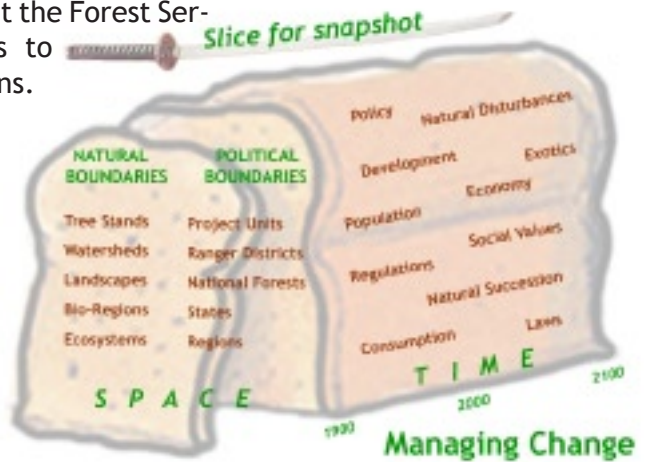 t the Forest Ser-
s to
ns.
Slice for snapshot
NATURAL
BOUNDARIES
Tree Stands
Watersheds
Landscapes
Bio-Regions
Ecosystems
POLITICAL
BOUNDARIES
Project Units
Ranger Districts
National Forests
States
Regions
S P A C E
Policy
Natural Disturbances
Development
Exotics
Economy
Population
Social Values
Regulations
Natural Succession
Consumption
Laws
T I M E
1900
2000
2100
Managing Change